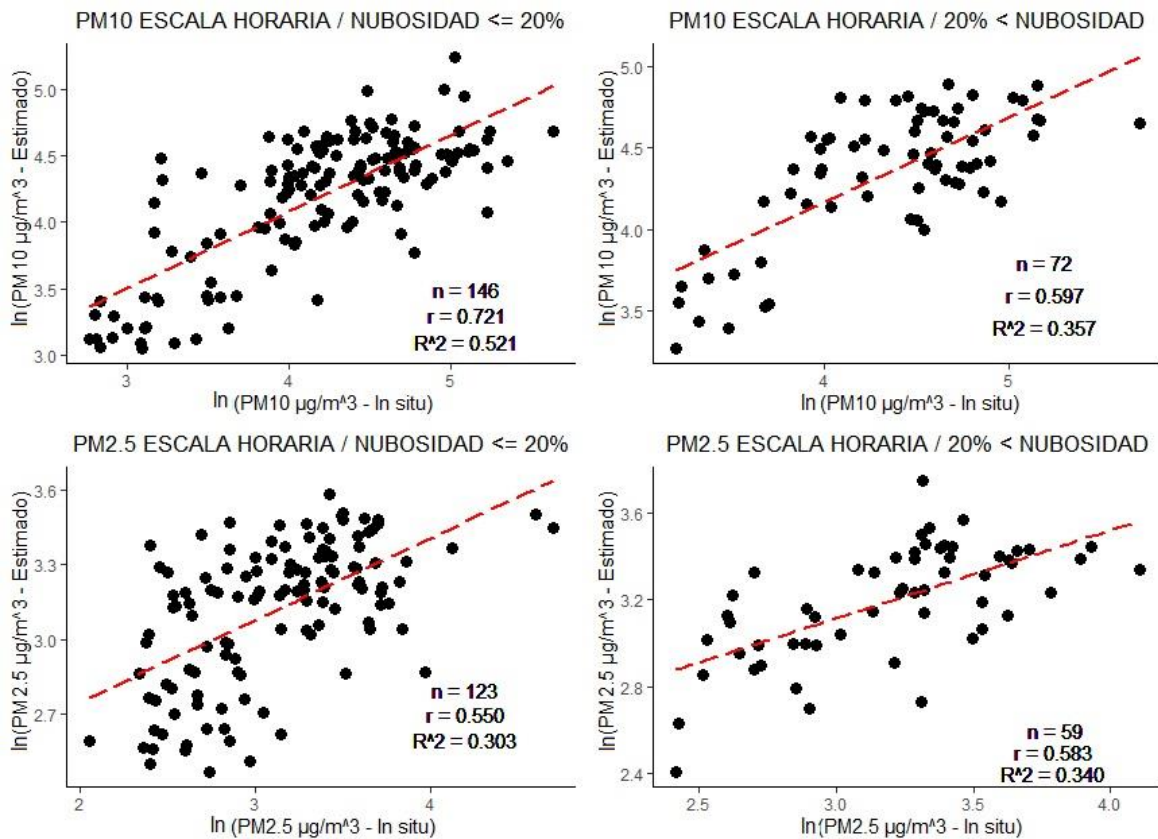 PM10 ESCALA HORARIA / NUBOSIDAD <= 20%
ln(PM10 µg/m^3 - Estimado)
5.0
4.5
4.0
3.5
3.0
n = 146
r = 0.721
R^2 = 0.521
3 4 5
ln (PM10 µg/m^3 - In situ)
PM10 ESCALA HORARIA / 20% < NUBOSIDAD
ln(PM10 µg/m^3 - Estimado)
5.0
4.5
4.0
3.5
n = 72
r = 0.597
R^2 = 0.357
4 5
ln (PM10 µg/m^3 - In situ)
PM2.5 ESCALA HORARIA / NUBOSIDAD <= 20%
ln(PM2.5 µg/m^3 - Estimado)
3.6
3.3
3.0
2.7
n = 123
r = 0.550
R^2 = 0.303
2 3 4
ln (PM2.5 µg/m^3 - In situ)
PM2.5 ESCALA HORARIA / 20% < NUBOSIDAD
ln(PM2.5 µg/m^3 - Estimado)
3.6
3.2
2.8
2.4
n = 59
r = 0.583
R^2 = 0.340
2.5 3.0 3.5 4.0
ln(PM2.5 µg/m^3 - In situ)